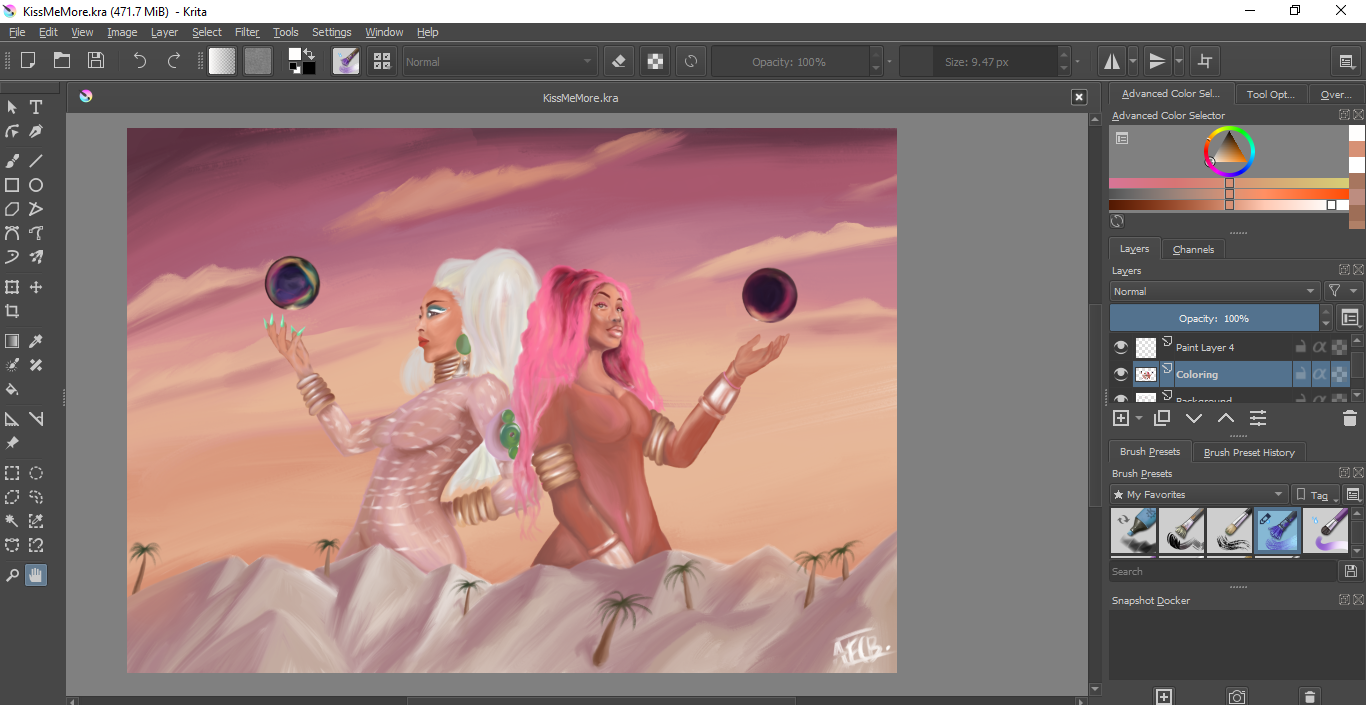 KissMeMore.kra (471.7 MiB) - Krita
File Edit View Image Layer Select Filter Tools Settings Window Help
Normal
Opacity: 100%
Size: 9.47 px
KissMeMore.kra
Advanced Color Sel... Tool Opt... Over...
Advanced Color Selector
Layers Channels
Layers
Normal
Opacity: 100%
Paint Layer 4
Coloring
Background
Brush Presets Brush Preset History
Brush Presets
My Favorites
Tag
Search
Snapshot Docker